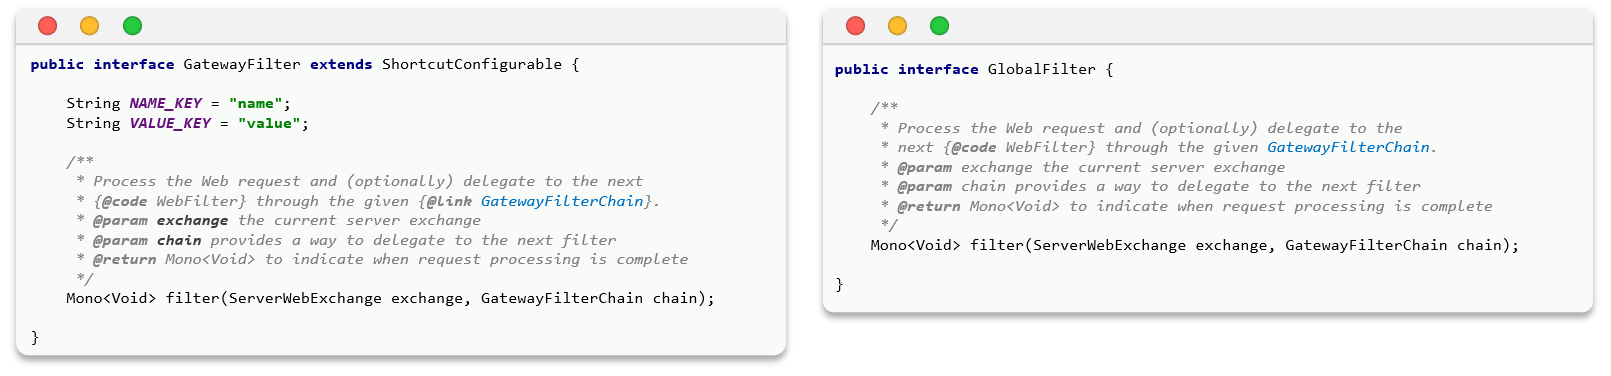 public interface GatewayFilter extends ShortcutConfigurable {
String NAME_KEY = "name";
String VALUE_KEY = "value";
/**
* Process the Web request and (optionally) delegate to the next
* {@code WebFilter} through the given {@link GatewayFilterChain}.
* @param exchange the current server exchange
* @param chain provides a way to delegate to the next filter
* @return Mono<Void> to indicate when request processing is complete
*/
Mono<Void> filter(ServerWebExchange exchange, GatewayFilterChain chain);
}
public interface GlobalFilter {
/**
* Process the Web request and (optionally) delegate to the
* next {@code WebFilter} through the given GatewayFilterChain.
* @param exchange the current server exchange
* @param chain provides a way to delegate to the next filter
* @return Mono<Void> to indicate when request processing is complete
*/
Mono<Void> filter(ServerWebExchange exchange, GatewayFilterChain chain);
}